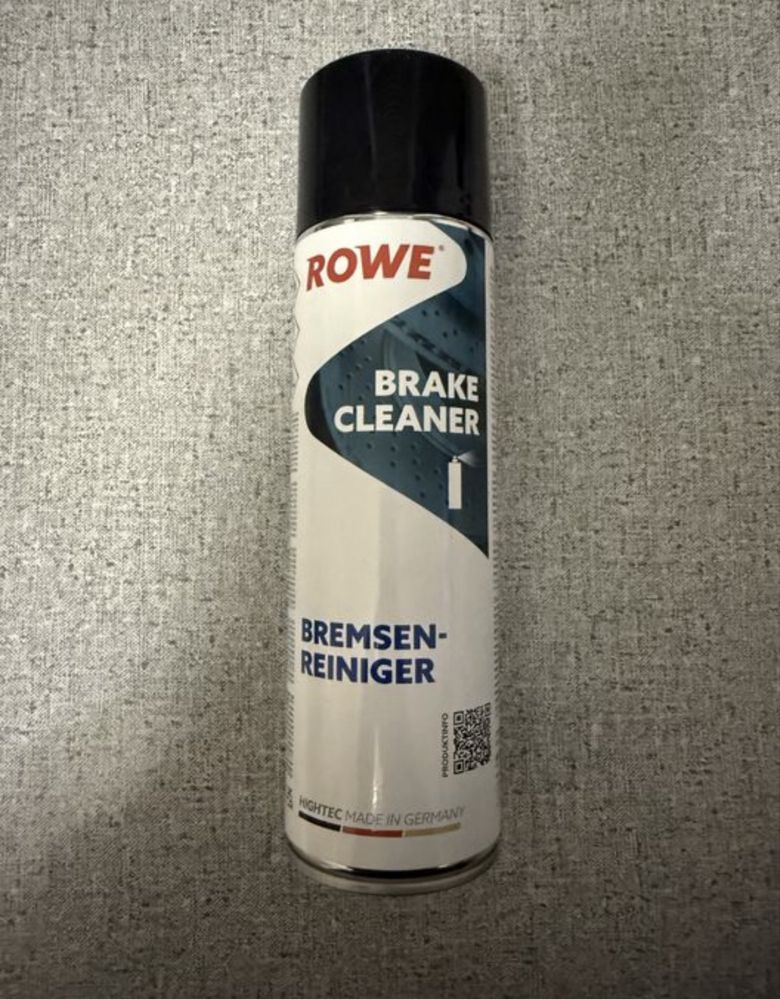 ROWE®
BRAKE
CLEANER
BREMSEN-
REINIGER
PRODUKTINFO
HIGHTEC MADE IN GERMANY